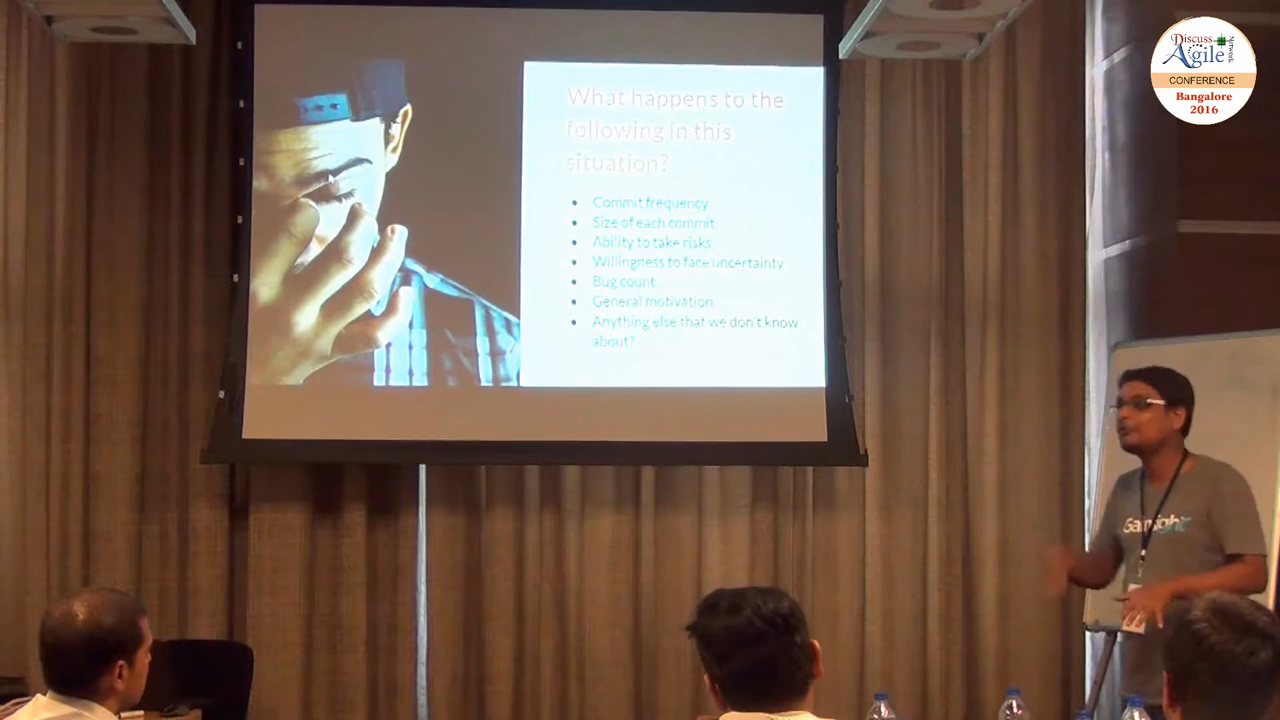 What happens to the
following in this
situation?
Commit frequency
Size of each commit
Ability to take risks
Willingness to face uncertainty
Bug count
General motivation
Anything else that we don't know
about?
Discuss
Agile
Network
CONFERENCE
Bangalore
2016
Gainsight